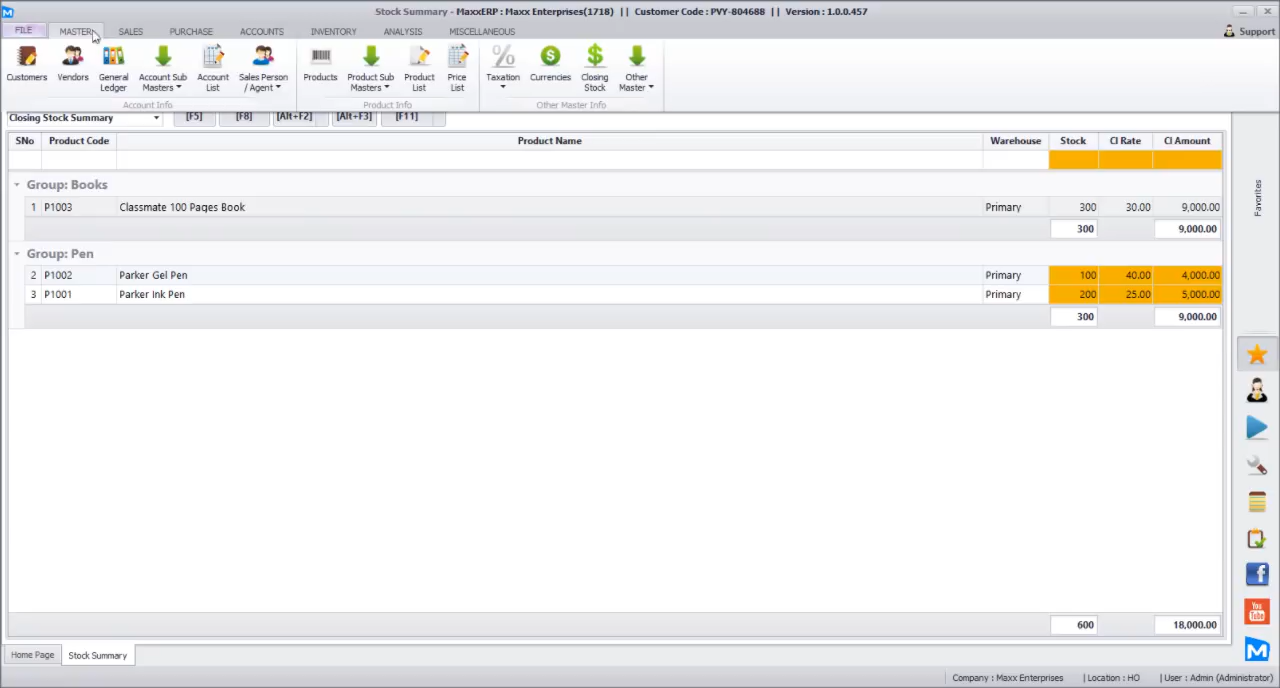 Stock Summary - MaxxERP : Maxx Enterprises(1718) || Customer Code : PVY-804688 || Version : 1.0.0.457
FILE MASTER SALES PURCHASE ACCOUNTS INVENTORY ANALYSIS MISCELLANEOUS Support
Customers Vendors General Ledger Account Sub Masters Account List Sales Person / Agent Products Product Sub Masters Product List Price List Taxation Currencies Closing Stock Other Master
Account Info Product Info Other Master Info
Closing Stock Summary [F5] [F8] [Alt+F2] [Alt+F3] [F11]
SNo Product Code Product Name Warehouse Stock Cl Rate Cl Amount
Favorites
Group: Books
1 P1003 Classmate 100 Pages Book Primary 300 30.00 9,000.00
300 9,000.00
Group: Pen
2 P1002 Parker Gel Pen Primary 100 40.00 4,000.00
3 P1001 Parker Ink Pen Primary 200 25.00 5,000.00
300 9,000.00
You Tube
600 18,000.00
Home Page Stock Summary
Company : Maxx Enterprises | Location : HO | User : Admin (Administrator)